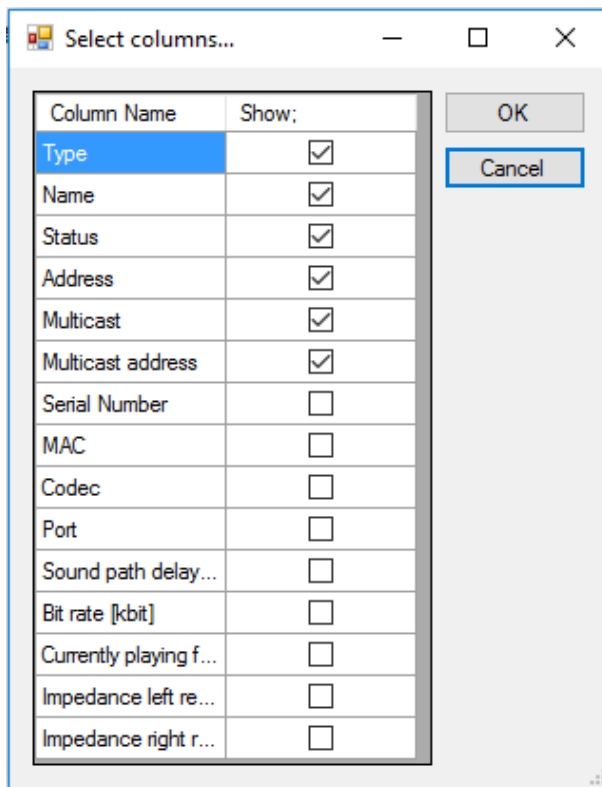 Select columns...
Column Name Show;
OK
Type
Cancel
Name
Status
Address
Multicast
Multicast address
Serial Number
MAC
Codec
Port
Sound path delay...
Bit rate [kbit]
Currently playing f...
Impedance left re...
Impedance right r...